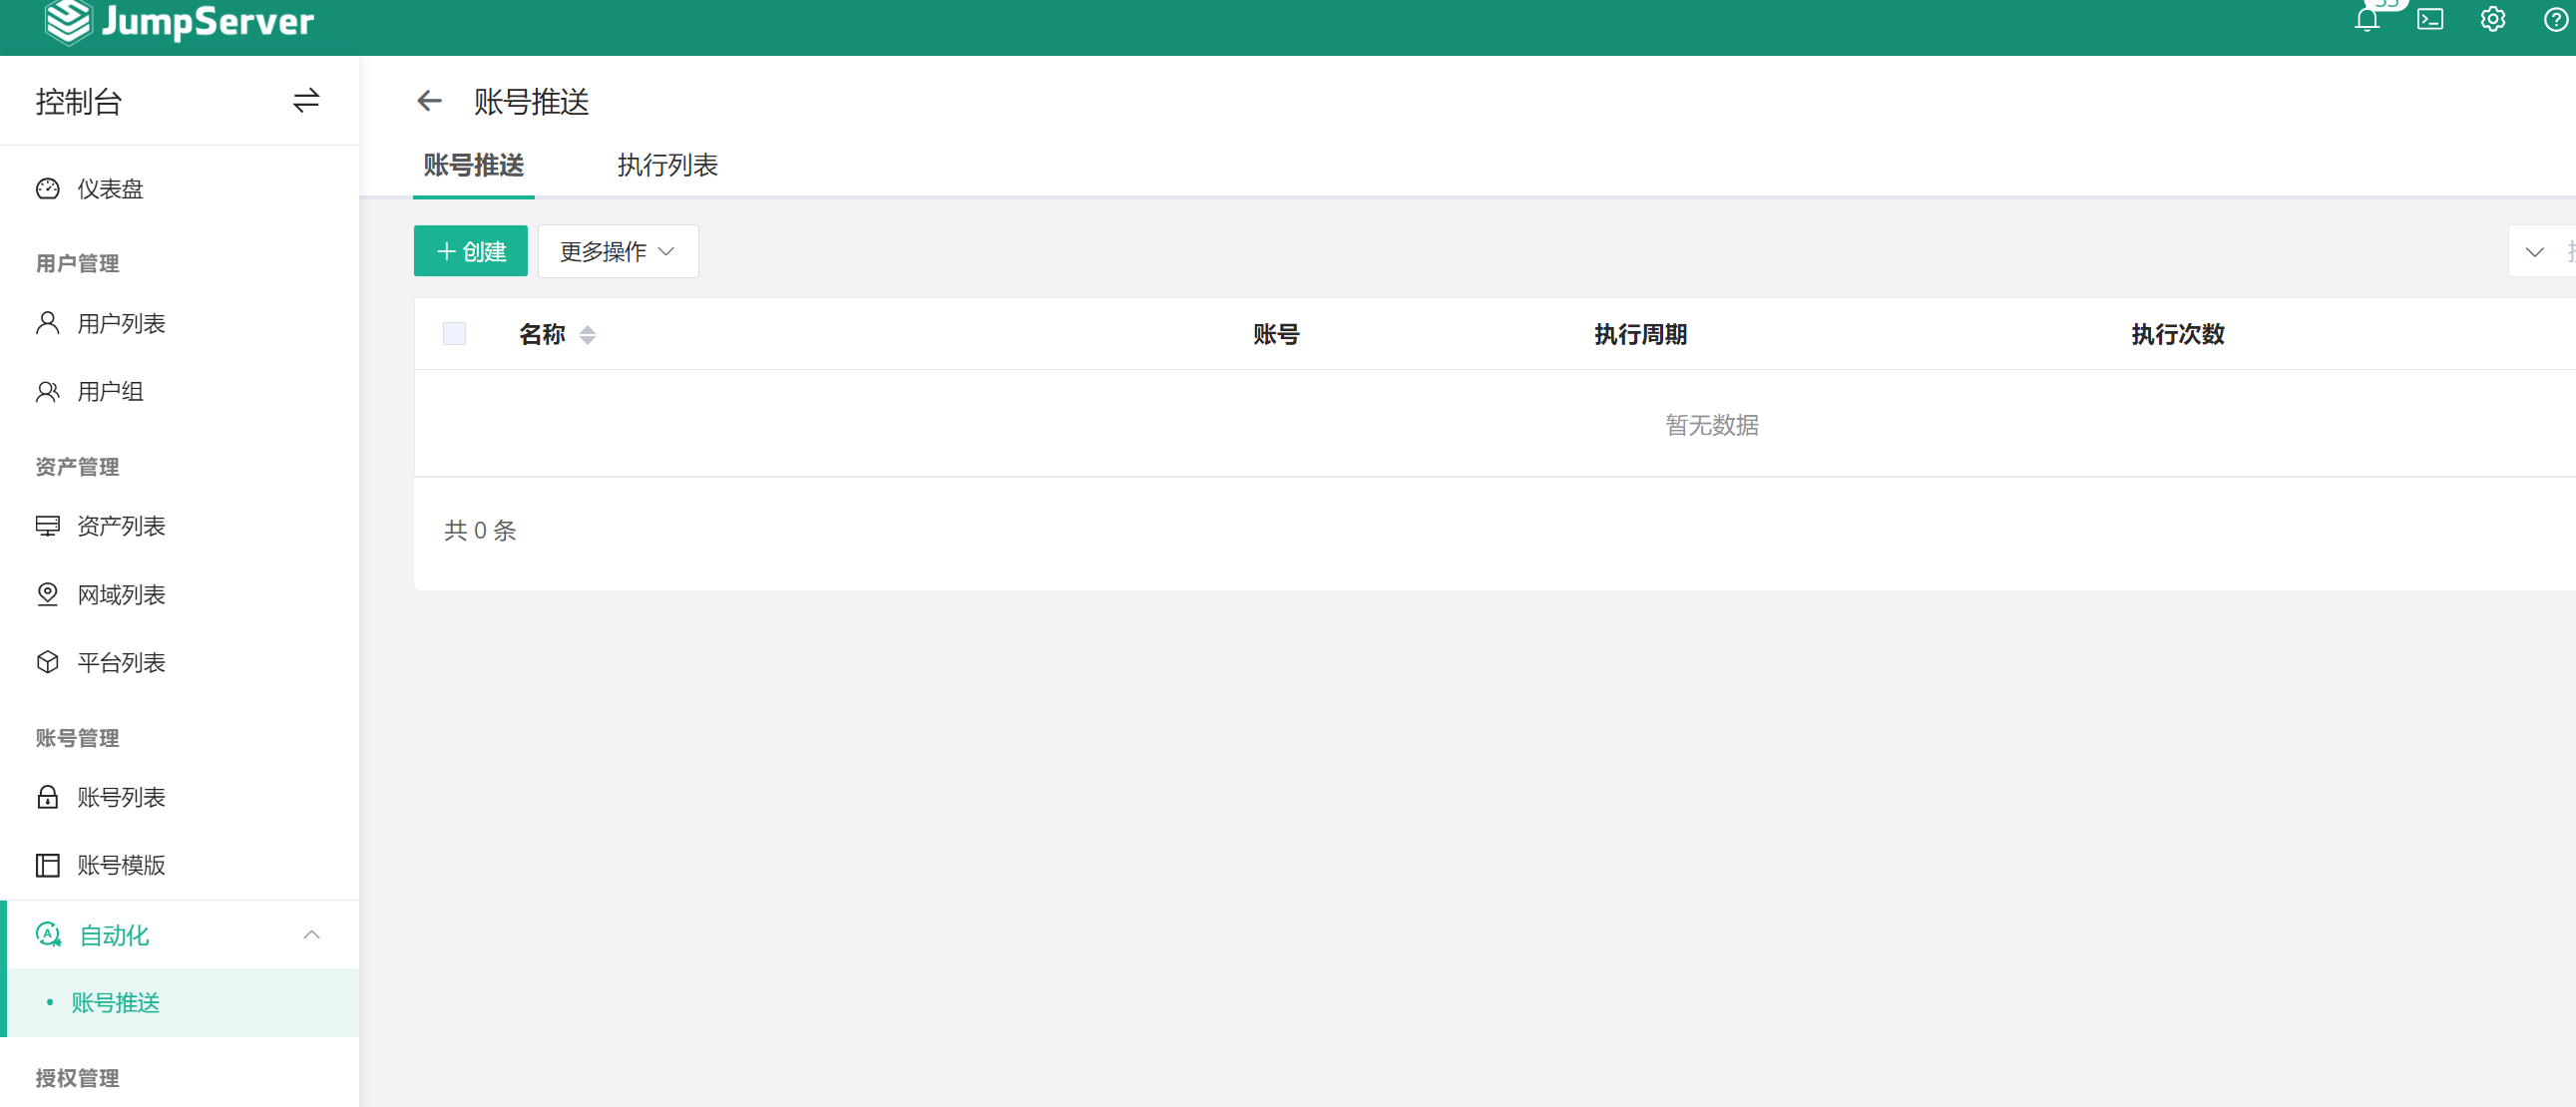 JumpServer
控制台
仪表盘
用户管理
用户列表
用户组
资产管理
资产列表
网域列表
平台列表
账号管理
账号列表
账号模版
自动化
账号推送
授权管理
账号推送
账号推送 执行列表
创建 更多操作
名称 账号 执行周期 执行次数
暂无数据
共 0 条